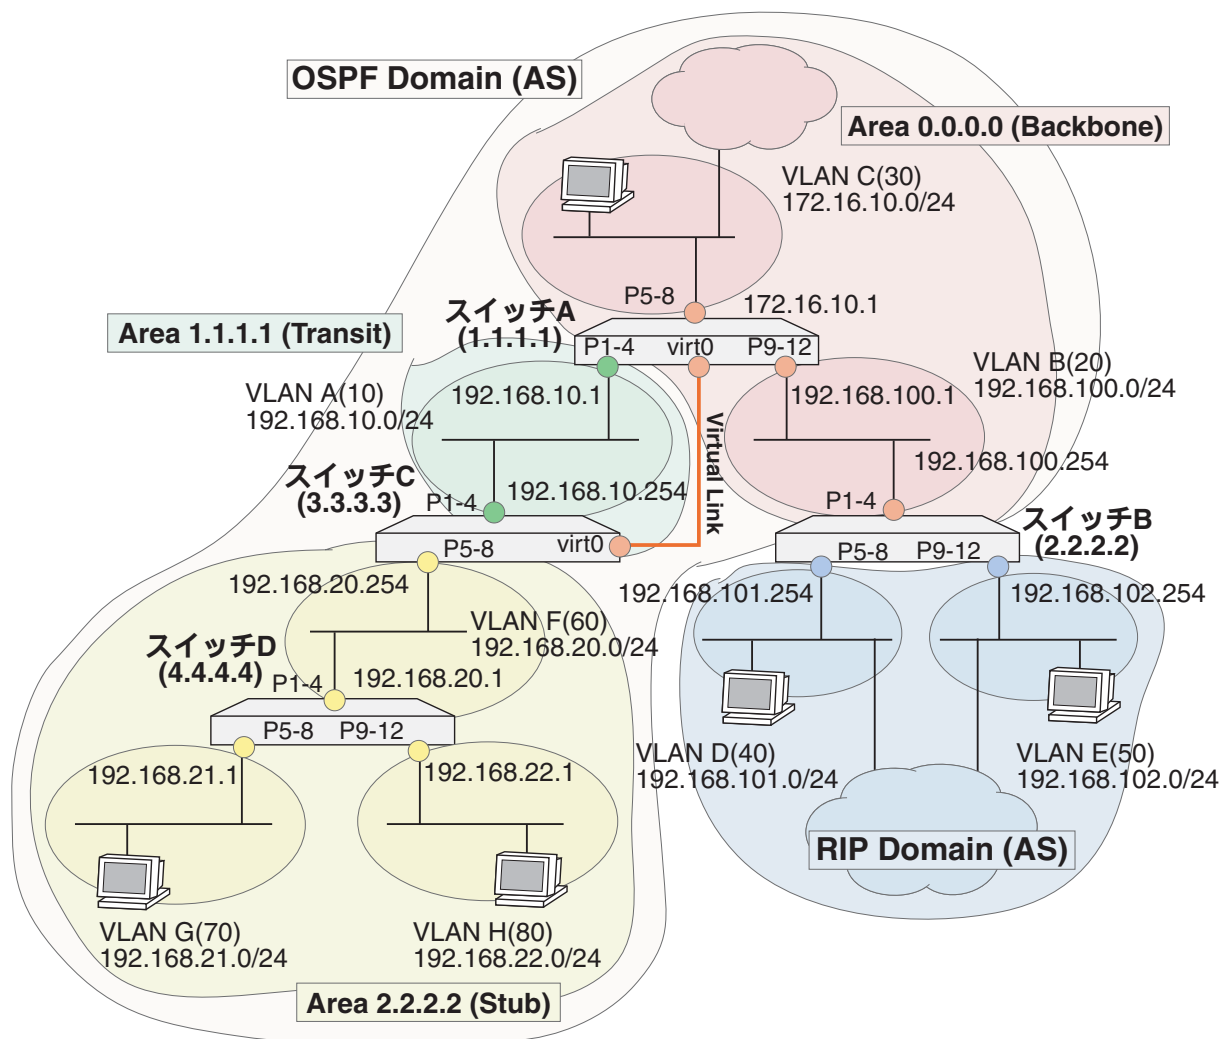 OSPF Domain (AS)
Area 0.0.0.0 (Backbone)
VLAN C(30)
172.16.10.0/24
P5-8
172.16.10.1
スイッチA
(1.1.1.1)
Area 1.1.1.1 (Transit)
P1-4
virt0
P9-12
VLAN B(20)
192.168.100.0/24
VLAN A(10)
192.168.10.0/24
192.168.10.1
192.168.100.1
Virtual Link
192.168.100.254
スイッチC
(3.3.3.3)
P1-4
192.168.10.254
P1-4
スイッチB
(2.2.2.2)
P5-8
virt0
P5-8
P9-12
192.168.20.254
192.168.101.254
192.168.102.254
VLAN F(60)
192.168.20.0/24
スイッチD
(4.4.4.4)
P1-4
192.168.20.1
P5-8
P9-12
VLAN D(40)
192.168.101.0/24
VLAN E(50)
192.168.102.0/24
192.168.21.1
192.168.22.1
RIP Domain (AS)
VLAN G(70)
192.168.21.0/24
VLAN H(80)
192.168.22.0/24
Area 2.2.2.2 (Stub)